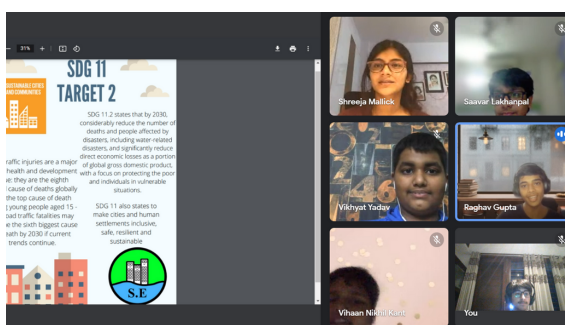 31%
SDG 11
TARGET 2
SUSTAINABLE CITIES
AND COMMUNITIES
SDG 11.2 states that by 2030,
considerably reduce the number of
deaths and people affected by
disasters, including water-related
disasters, and significantly reduce
direct economic losses as a portion
of global gross domestic product,
with a focus on protecting the poor
and individuals in vulnerable
situations.
SDG 11 also states to
make cities and human
settlements inclusive,
safe, resilient and
sustainable
raffic injuries are a major
health and development
e: they are the eighth
cause of deaths globally
the top cause of death
young people aged 15 -
oad traffic fatalities may
e the sixth biggest cause
eath by 2030 if current
trends continue.
S.E
Shreeja Mallick
Saavar Lakhanpal
Vikhyat Yadav
Raghav Gupta
Vihaan Nikhil Kant
You